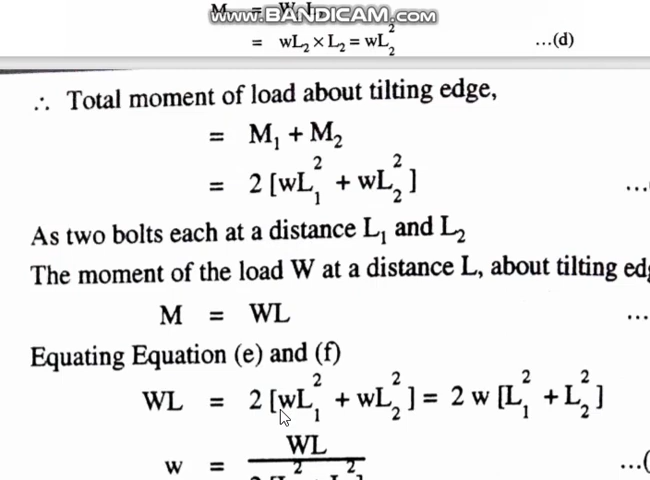 M = W L
www.BANDICAM.com
= wL₂ × L₂ = wL₂² ...(d)
∴ Total moment of load about tilting edge,
= M₁ + M₂
= 2 [wL₁² + wL₂²] ...
As two bolts each at a distance L₁ and L₂
The moment of the load W at a distance L, about tilting edg
M = WL ...
Equating Equation (e) and (f)
WL = 2 [wL₁² + wL₂²] = 2 w [L₁² + L₂²]
WL
w = ...(